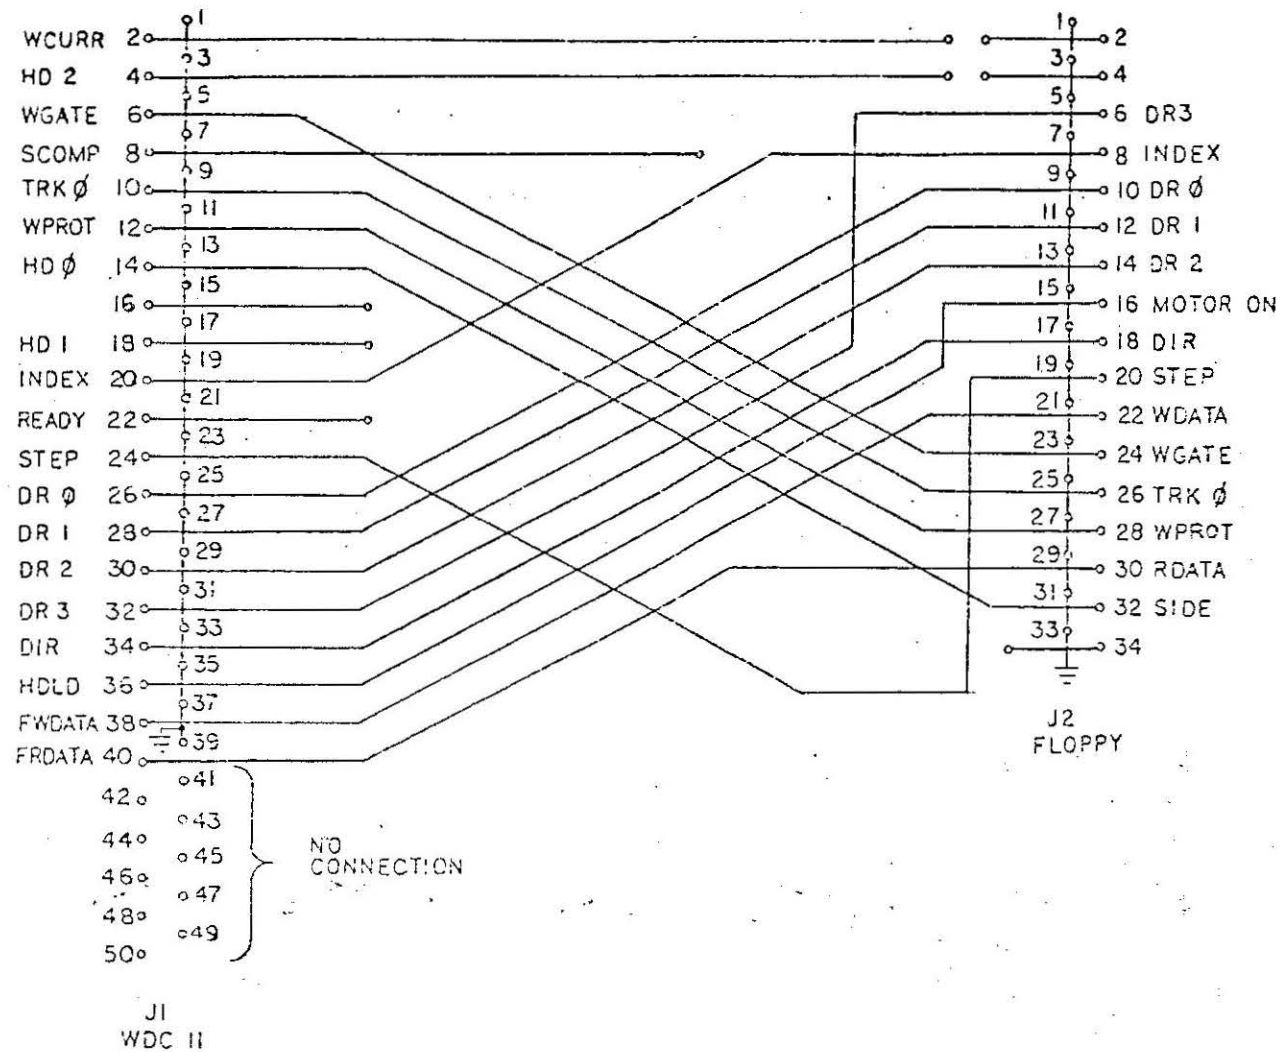 1
WCURR 2
3
HD 2 4
5
WGATE 6
7
SCOMP 8
9
TRK Ø 10
11
WPROT 12
13
HD Ø 14
15
16
17
HD 1 18
19
INDEX 20
21
READY 22
23
STEP 24
25
DR Ø 26
27
DR 1 28
29
DR 2 30
31
DR 3 32
33
DIR 34
35
HDLD 36
37
FWDATA 38
39
FRDATA 40
41
42
43
44
45
46
47
48
49
50
NO
CONNECTION
J1
WDC 11
1
2
3
4
5
6 DR3
7
8 INDEX
9
10 DR Ø
11
12 DR 1
13
14 DR 2
15
16 MOTOR ON
17
18 DIR
19
20 STEP
21
22 WDATA
23
24 WGATE
25
26 TRK Ø
27
28 WPROT
29
30 RDATA
31
32 SIDE
33
34
J2
FLOPPY